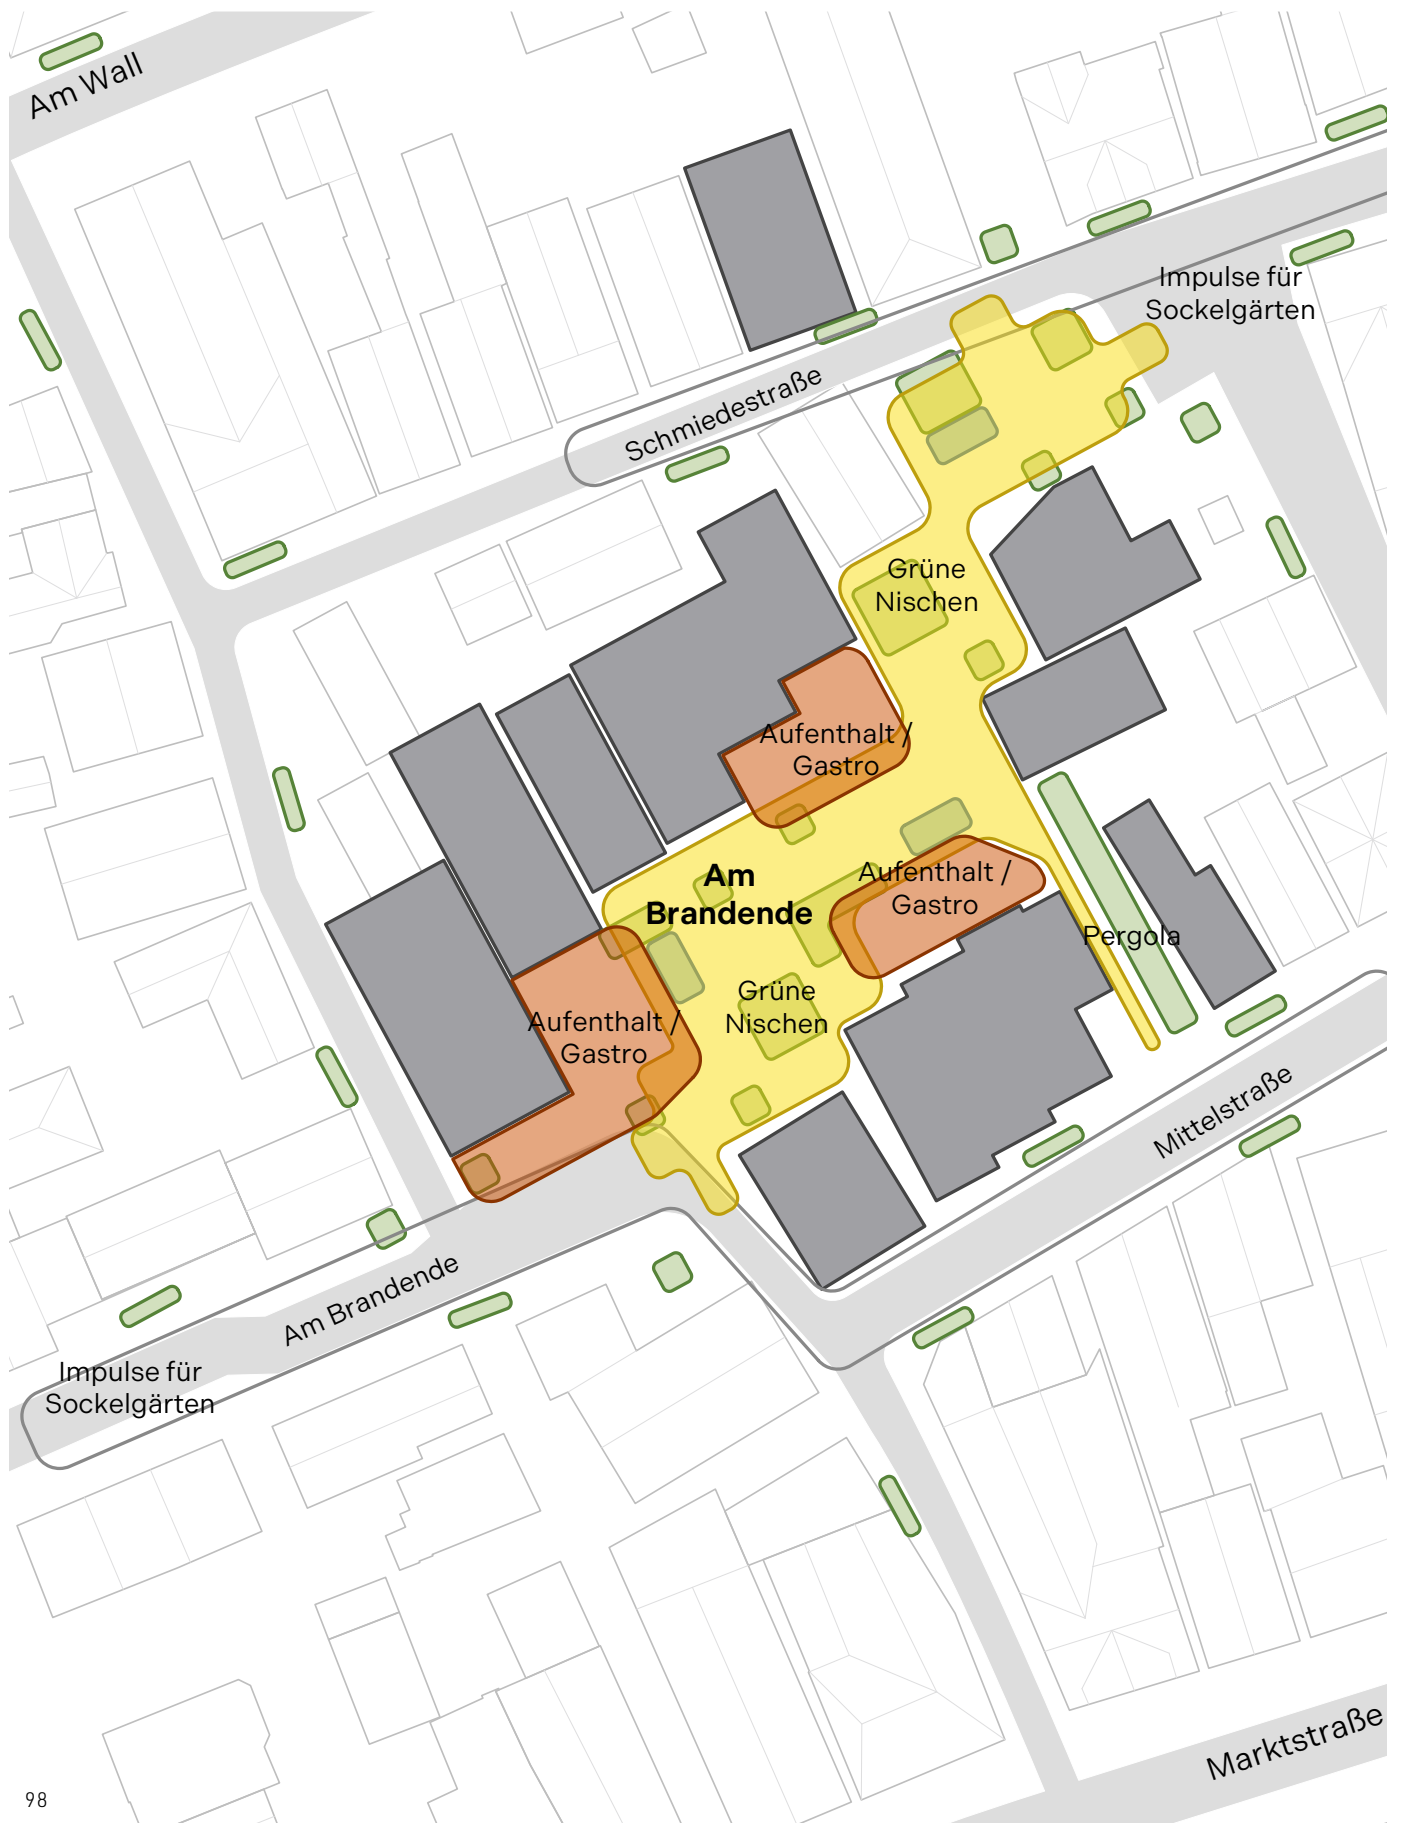 Am Wall
Impulse für
Sockelgärten
Schmiedestraße
Grüne
Nischen
Aufenthalt /
Gastro
Am
Brandende
Aufenthalt /
Gastro
Pergola
Grüne
Nischen
Aufenthalt /
Gastro
Mittelstraße
Am Brandende
Impulse für
Sockelgärten
Marktstraße
98